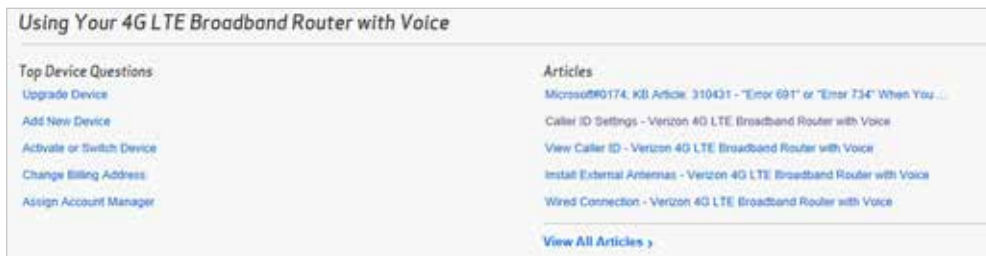 Using Your 4G LTE Broadband Router with Voice
Top Device Questions
Upgrade Device
Add New Device
Activate or Switch Device
Change Billing Address
Assign Account Manager
Articles
Microsoft#0174; KB Article: 310431 - "Error 691" or "Error 734" When You ...
Caller ID Settings - Verizon 4G LTE Broadband Router with Voice
View Caller ID - Verizon 4G LTE Broadband Router with Voice
Install External Antennas - Verizon 4G LTE Broadband Router with Voice
Wired Connection - Verizon 4G LTE Broadband Router with Voice
View All Articles ›